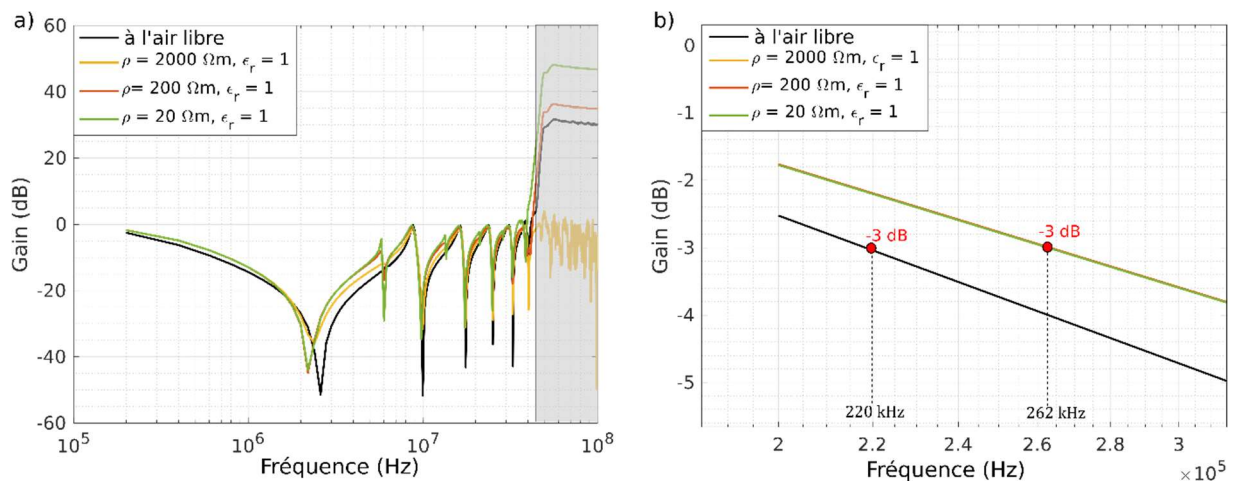 a)
à l'air libre
ρ = 2000 Ωm, ϵr = 1
ρ= 200 Ωm, ϵr = 1
ρ = 20 Ωm, ϵr = 1
Gain (dB)
60
40
20
0
-20
-40
-60
10^5
10^6
10^7
10^8
Fréquence (Hz)
b)
à l'air libre
ρ = 2000 Ωm, ϵr = 1
ρ = 200 Ωm, ϵr = 1
ρ = 20 Ωm, ϵr = 1
Gain (dB)
0
-1
-2
-3
-4
-5
-3 dB
-3 dB
220 kHz
262 kHz
2
2.2
2.4
2.6
2.8
3
Fréquence (Hz)
×10^5